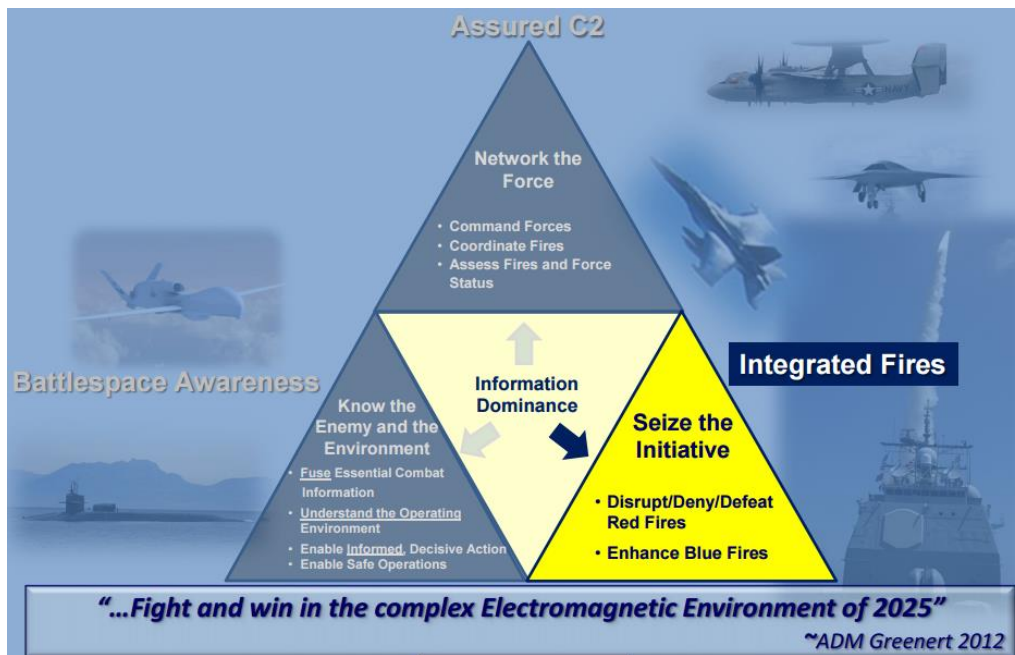 Assured C2
Network the
Force
• Command Forces
• Coordinate Fires
• Assess Fires and Force
Status
NAVY
Battlespace Awareness
Information
Dominance
Integrated Fires
Know the
Enemy and the
Environment
• Fuse Essential Combat
Information
• Understand the Operating
Environment
• Enable Informed, Decisive Action
• Enable Safe Operations
Seize the
Initiative
• Disrupt/Deny/Defeat
Red Fires
• Enhance Blue Fires
“...Fight and win in the complex Electromagnetic Environment of 2025”
~ADM Greenert 2012